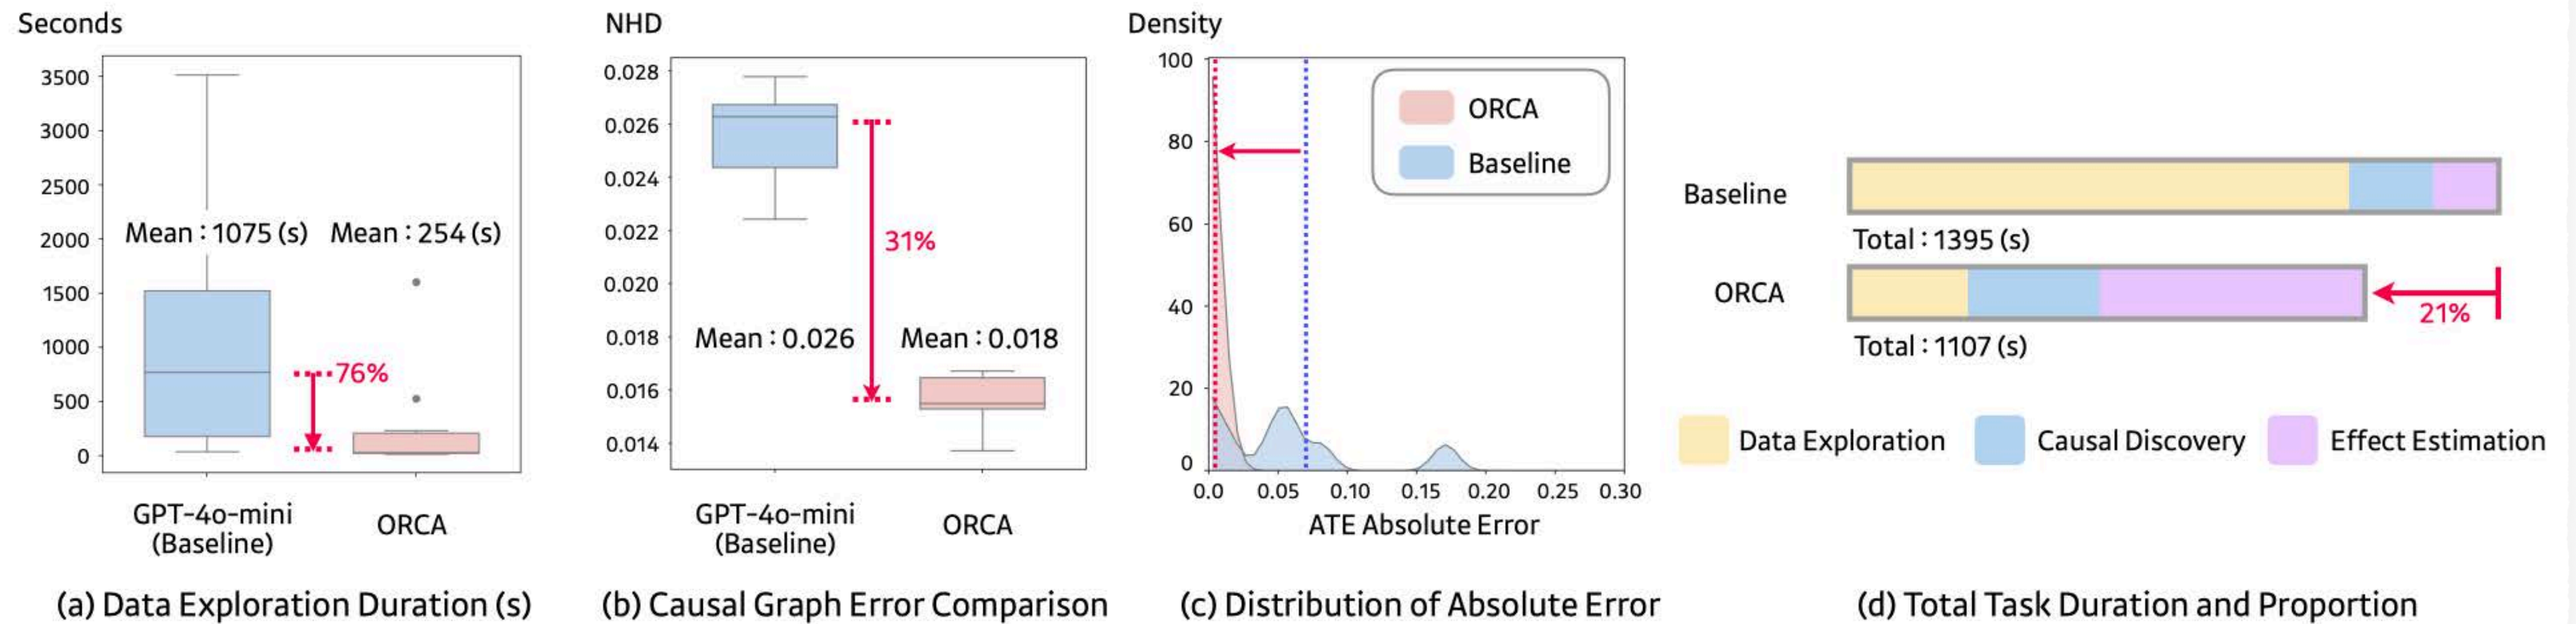 Seconds
3500
3000
2500
2000
1500
1000
500
0
Mean : 1075 (s)
Mean : 254 (s)
76%
GPT-4o-mini
(Baseline)
ORCA
(a) Data Exploration Duration (s)
NHD
0.028
0.026
0.024
0.022
0.020
0.018
0.016
0.014
31%
Mean : 0.026
Mean : 0.018
GPT-4o-mini
(Baseline)
ORCA
(b) Causal Graph Error Comparison
Density
100
80
60
40
20
0
ORCA
Baseline
0.0 0.05 0.10 0.15 0.20 0.25 0.30
ATE Absolute Error
(c) Distribution of Absolute Error
Baseline
Total : 1395 (s)
ORCA
21%
Total : 1107 (s)
Data Exploration
Causal Discovery
Effect Estimation
(d) Total Task Duration and Proportion